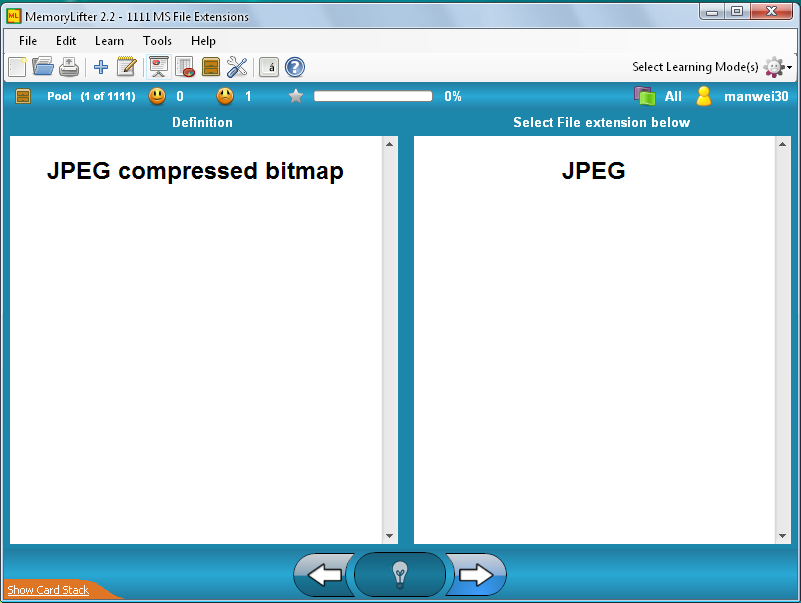 MemoryLifter 2.2 - 1111 MS File Extensions
File Edit Learn Tools Help
á ? Select Learning Mode(s)
Pool (1 of 1111) 0 1 0% All manwei30
Definition Select File extension below
JPEG compressed bitmap JPEG
Show Card Stack